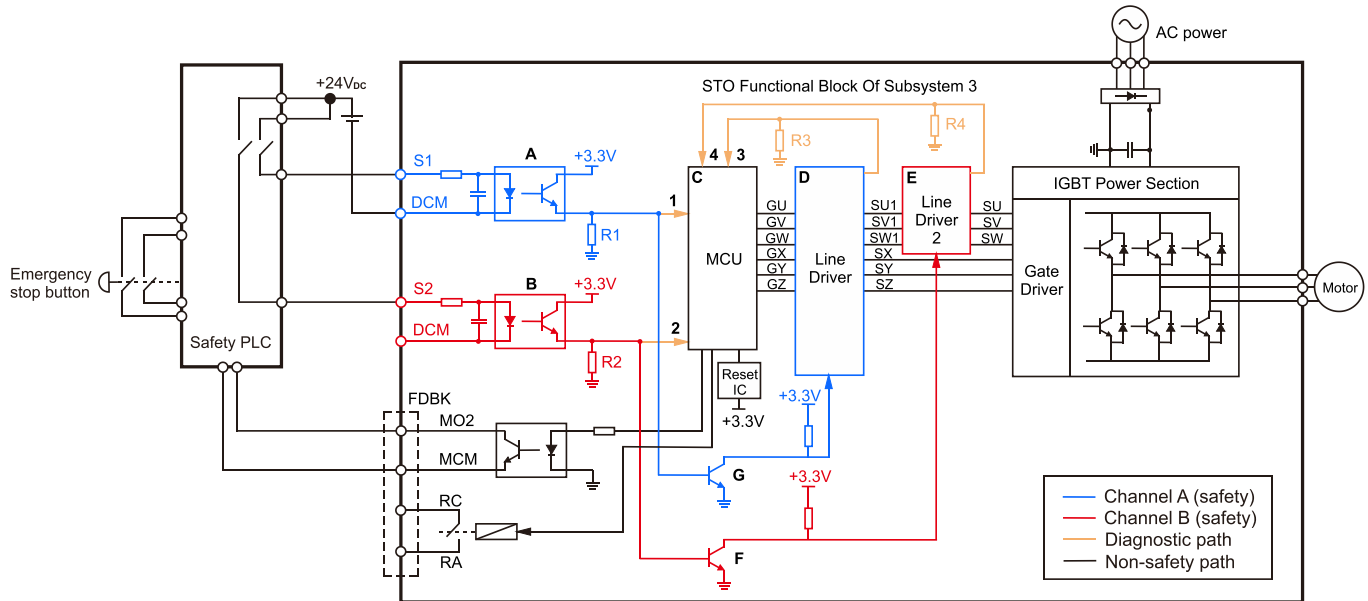 AC power
STO Functional Block Of Subsystem 3
+24VDC
R4
R3
A
+3.3V
4
3
S1
C
D
E
IGBT Power Section
DCM
1
GU
SU1
Line
Driver
2
SU
GV
SV1
SV
GW
SW1
SW
R1
MCU
GX
Line
Driver
SX
Gate
Driver
GY
SY
GZ
SZ
Emergency
stop button
Motor
S2
B
+3.3V
DCM
2
Safety PLC
R2
Reset
IC
+3.3V
+3.3V
FDBK
MO2
MCM
G
+3.3V
RC
RA
F
Channel A (safety)
Channel B (safety)
Diagnostic path
Non-safety path